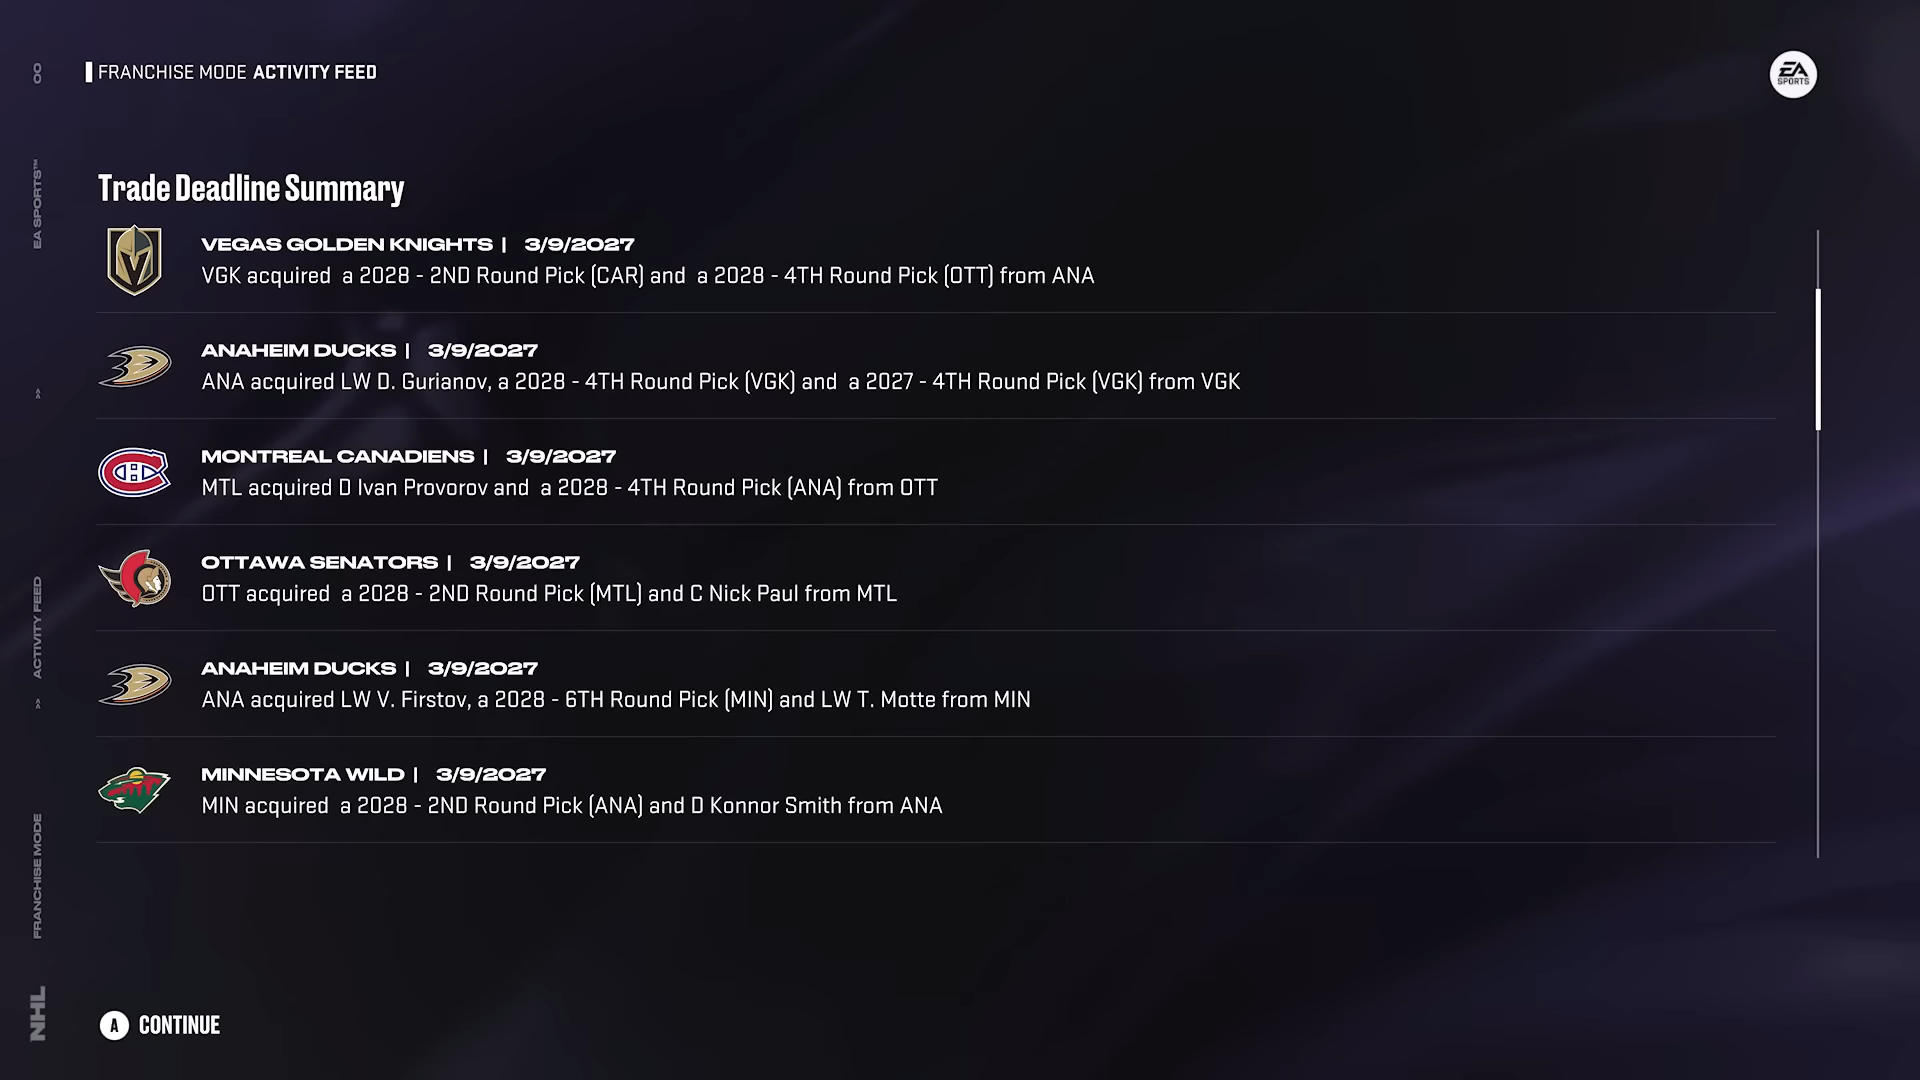 FRANCHISE MODE ACTIVITY FEED
EA SPORTS
Trade Deadline Summary
VEGAS GOLDEN KNIGHTS | 3/9/2027
VGK acquired a 2028 - 2ND Round Pick (CAR) and a 2028 - 4TH Round Pick (OTT) from ANA
ANAHEIM DUCKS | 3/9/2027
ANA acquired LW D. Gurianov, a 2028 - 4TH Round Pick (VGK) and a 2027 - 4TH Round Pick (VGK) from VGK
MONTREAL CANADIENS | 3/9/2027
MTL acquired D Ivan Provorov and a 2028 - 4TH Round Pick (ANA) from OTT
OTTAWA SENATORS | 3/9/2027
OTT acquired a 2028 - 2ND Round Pick (MTL) and C Nick Paul from MTL
ANAHEIM DUCKS | 3/9/2027
ANA acquired LW V. Firstov, a 2028 - 6TH Round Pick (MIN) and LW T. Motte from MIN
MINNESOTA WILD | 3/9/2027
MIN acquired a 2028 - 2ND Round Pick (ANA) and D Konnor Smith from ANA
A CONTINUE
NHL FRANCHISE MODE >> ACTIVITY FEED >> EA SPORTS™ 00